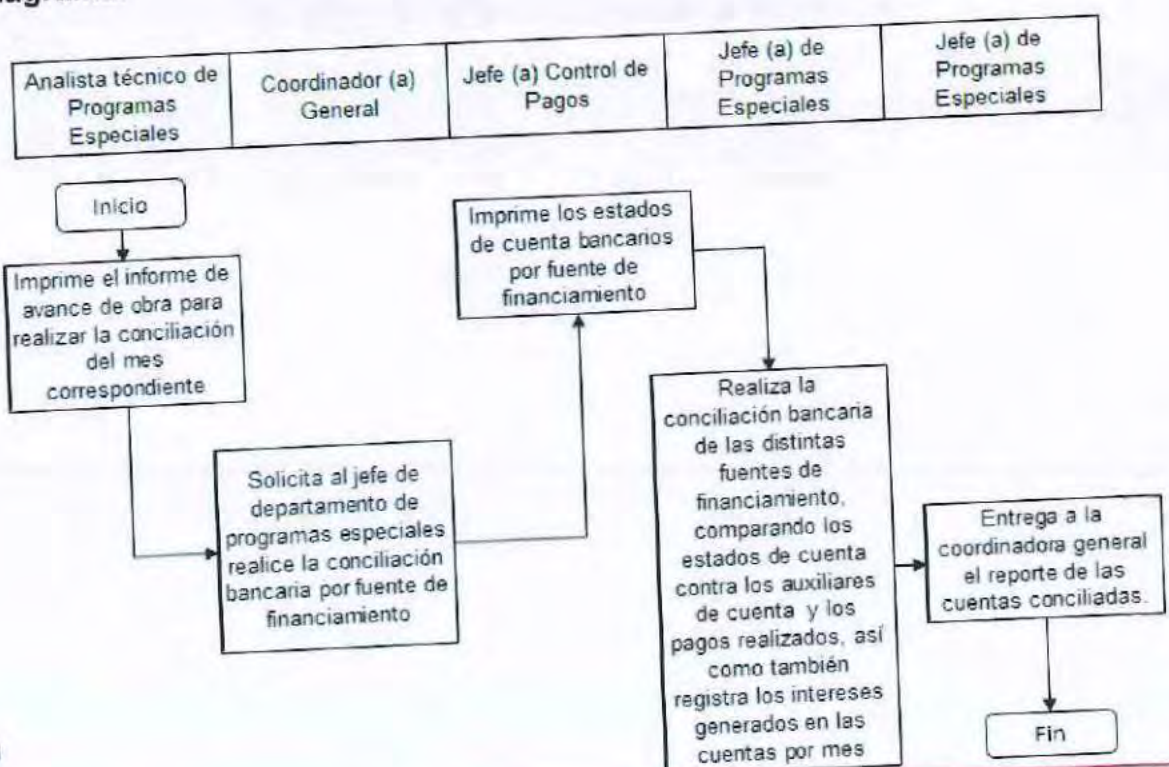 Analista técnico de
Programas
Especiales
Coordinador (a)
General
Jefe (a) Control de
Pagos
Jefe (a) de
Programas
Especiales
Jefe (a) de
Programas
Especiales
Inicio
Imprime el informe de
avance de obra para
realizar la conciliación
del mes
correspondiente
Solicita al jefe de
departamento de
programas especiales
realice la conciliación
bancaria por fuente de
financiamiento
Imprime los estados
de cuenta bancarios
por fuente de
financiamiento
Realiza la
conciliación bancaria
de las distintas
fuentes de
financiamiento,
comparando los
estados de cuenta
contra los auxiliares
de cuenta y los
pagos realizados, así
como también
registra los intereses
generados en las
cuentas por mes
Entrega a la
coordinadora general
el reporte de las
cuentas conciliadas.
Fin